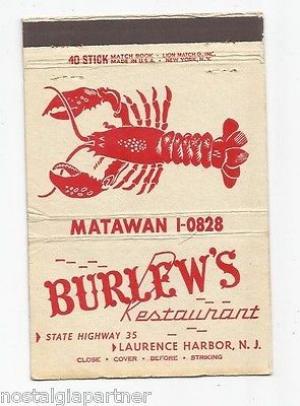 40 STICK MATCH BOOK - LION MATCH CO., INC.
MADE IN U.S.A. - NEW YORK, N.Y.
MATAWAN 1-0828
BURLEW'S
Restaurant
STATE HIGHWAY 35
LAURENCE HARBOR, N. J.
CLOSE • COVER • BEFORE • STRIKING
© nostalgiapartner